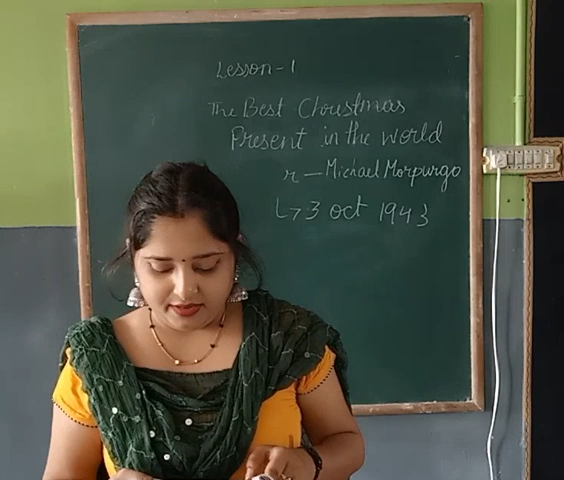 Lesson-1
The Best Christmas
Present in the world
r - Michael Morpurgo
↳ 3 oct 1943